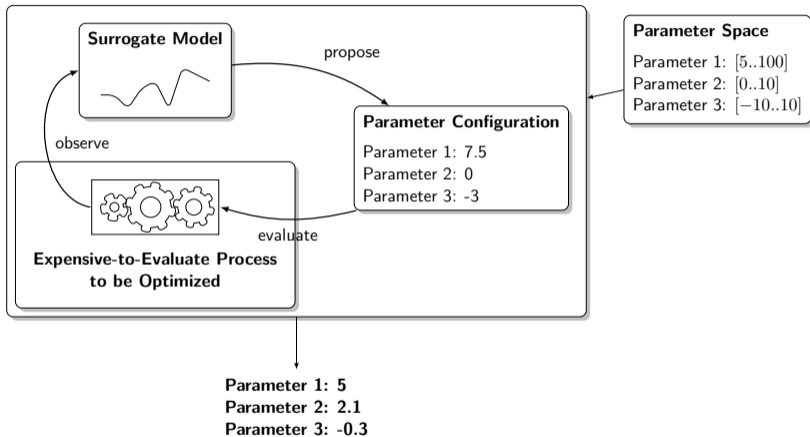 Surrogate Model
propose
observe
Parameter Configuration
Parameter 1: 7.5
Parameter 2: 0
Parameter 3: -3
evaluate
Expensive-to-Evaluate Process
to be Optimized
Parameter Space
Parameter 1: [5..100]
Parameter 2: [0..10]
Parameter 3: [−10..10]
Parameter 1: 5
Parameter 2: 2.1
Parameter 3: -0.3